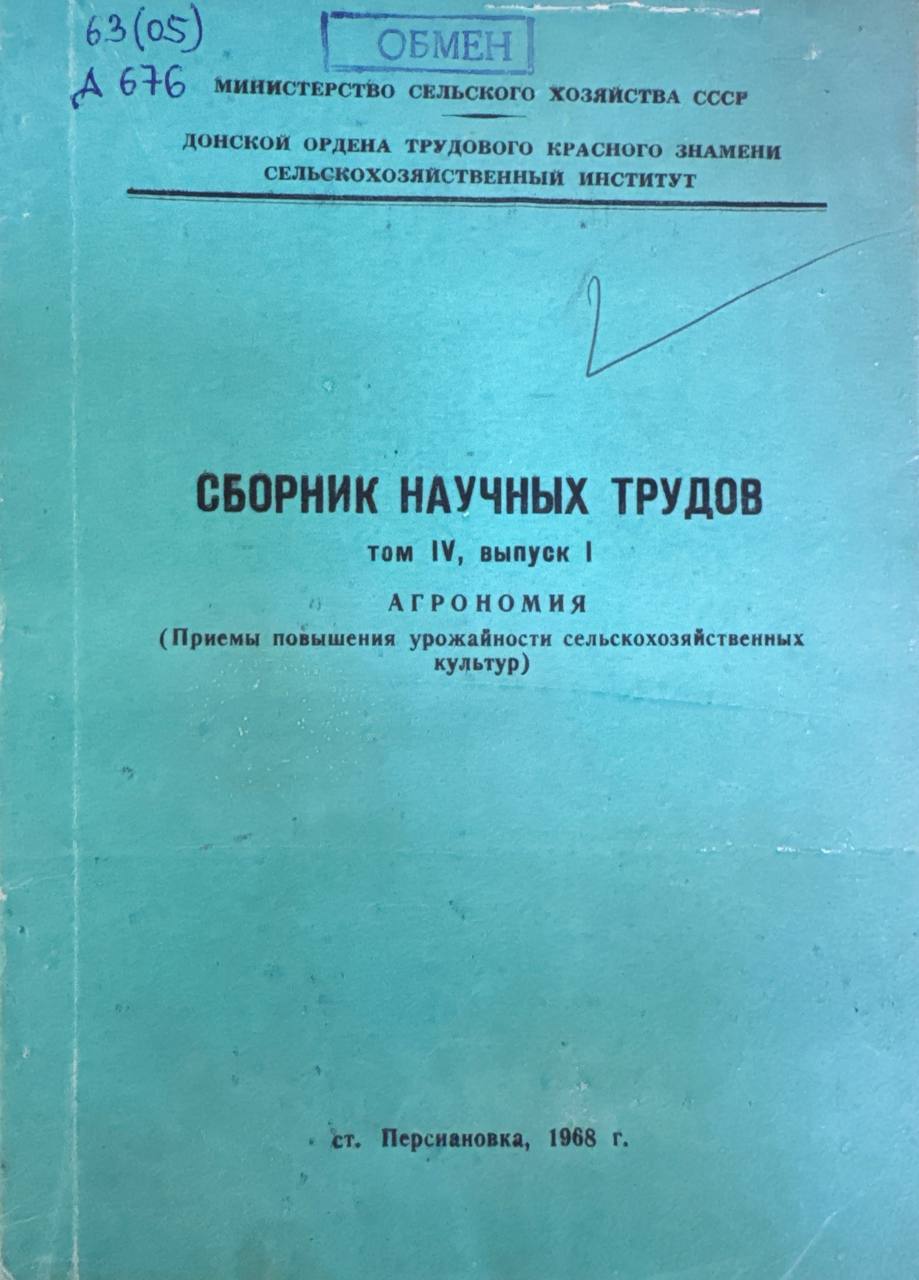 63(05)
Д 676
ОБМЕН
МИНИСТЕРСТВО СЕЛЬСКОГО ХОЗЯЙСТВА СССР
ДОНСКОЙ ОРДЕНА ТРУДОВОГО КРАСНОГО ЗНАМЕНИ
СЕЛЬСКОХОЗЯЙСТВЕННЫЙ ИНСТИТУТ
СБОРНИК НАУЧНЫХ ТРУДОВ
том IV, выпуск I
АГРОНОМИЯ
(Приемы повышения урожайности сельскохозяйственных
культур)
ст. Персиановка, 1968 г.